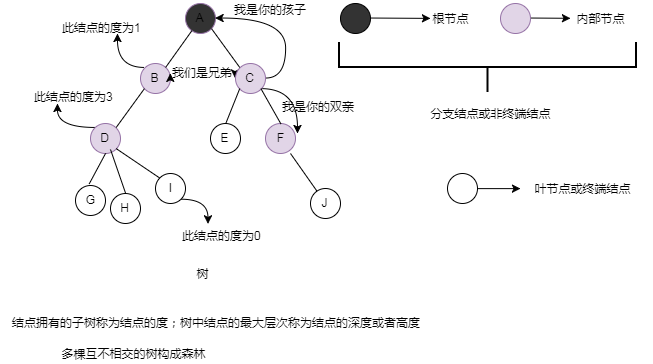 我是你的孩子
A
根节点
内部节点
此结点的度为1
B
我们是兄弟
C
此结点的度为3
我是你的双亲
分支结点或非终端结点
D
E
F
G
H
I
J
叶节点或终端结点
此结点的度为0
树
结点拥有的子树称为结点的度；树中结点的最大层次称为结点的深度或者高度
多棵互不相交的树构成森林